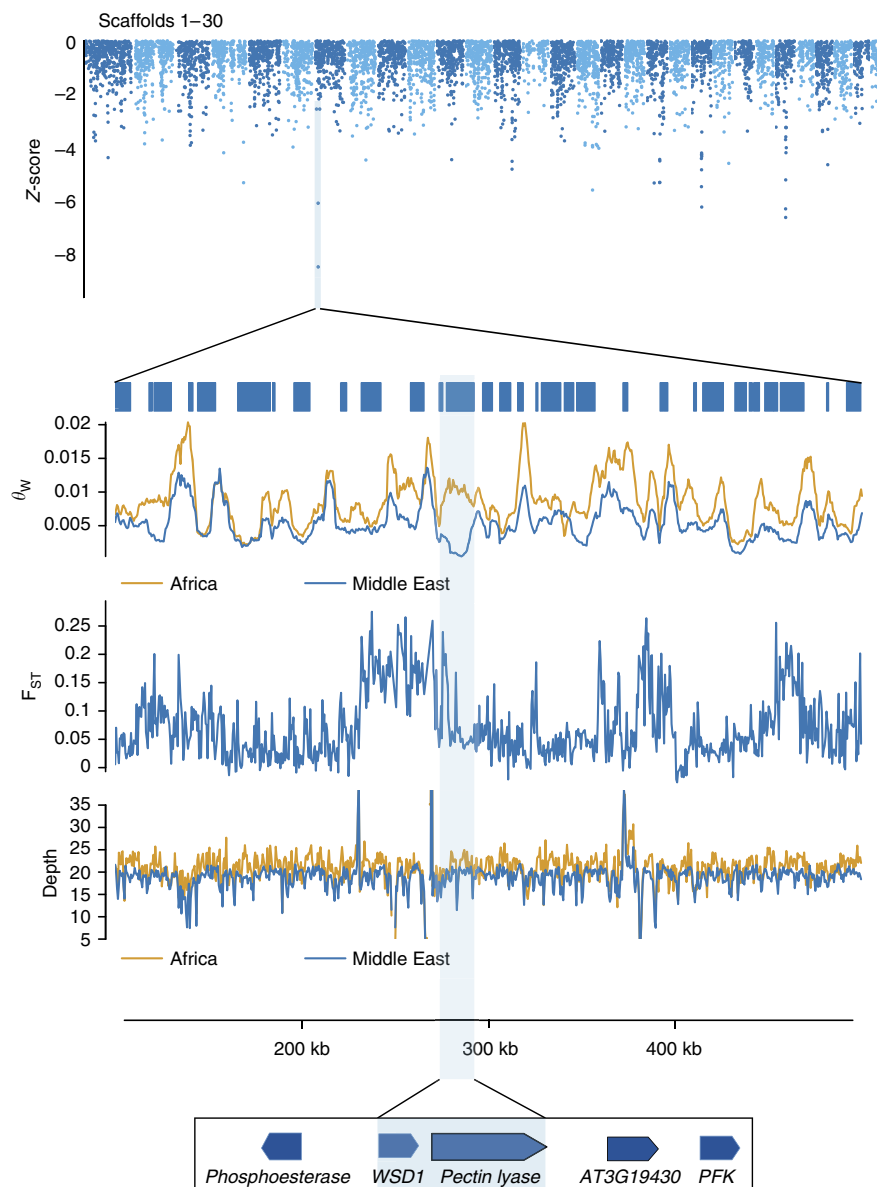 Scaffolds 1–30
0
–2
–4
–6
–8
Z-score
0.02
0.015
0.01
0.005
θW
Africa Middle East
0.25
0.2
0.15
0.1
0.05
0
FST
35
30
25
20
15
10
5
Depth
Africa Middle East
200 kb 300 kb 400 kb
Phosphoesterase WSD1 Pectin lyase AT3G19430 PFK